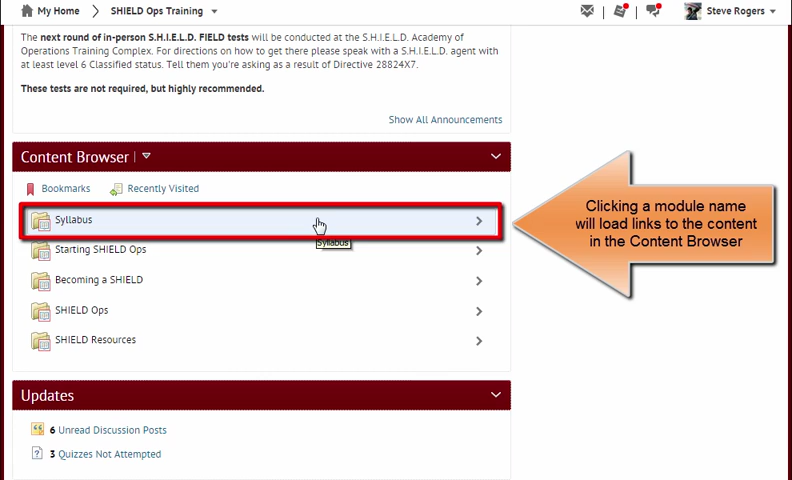 My Home
SHIELD Ops Training
Steve Rogers
The next round of in-person S.H.I.E.L.D. FIELD tests will be conducted at the S.H.I.E.L.D. Academy of
Operations Training Complex. For directions on how to get there please speak with a S.H.I.E.L.D. agent with
at least level 6 Classified status. Tell them you're asking as a result of Directive 28824X7.
These tests are not required, but highly recommended.
Show All Announcements
Content Browser
Bookmarks
Recently Visited
Syllabus
Syllabus
Clicking a module name
will load links to the content
in the Content Browser
Starting SHIELD Ops
Becoming a SHIELD
SHIELD Ops
SHIELD Resources
Updates
6 Unread Discussion Posts
3 Quizzes Not Attempted